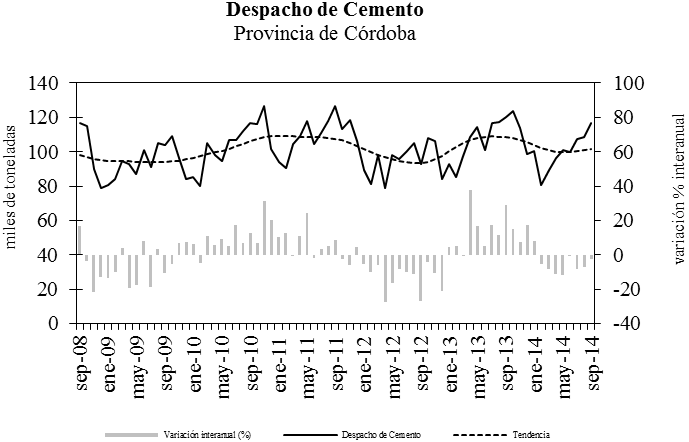 Despacho de Cemento
Provincia de Córdoba
miles de toneladas
140
120
100
80
60
40
20
0
100
80
60
40
20
0
-20
-40
variación % interanual
sep-08
ene-09
may-09
sep-09
ene-10
may-10
sep-10
ene-11
may-11
sep-11
ene-12
may-12
sep-12
ene-13
may-13
sep-13
ene-14
may-14
sep-14
Variación interanual (%)
Despacho de Cemento
Tendencia